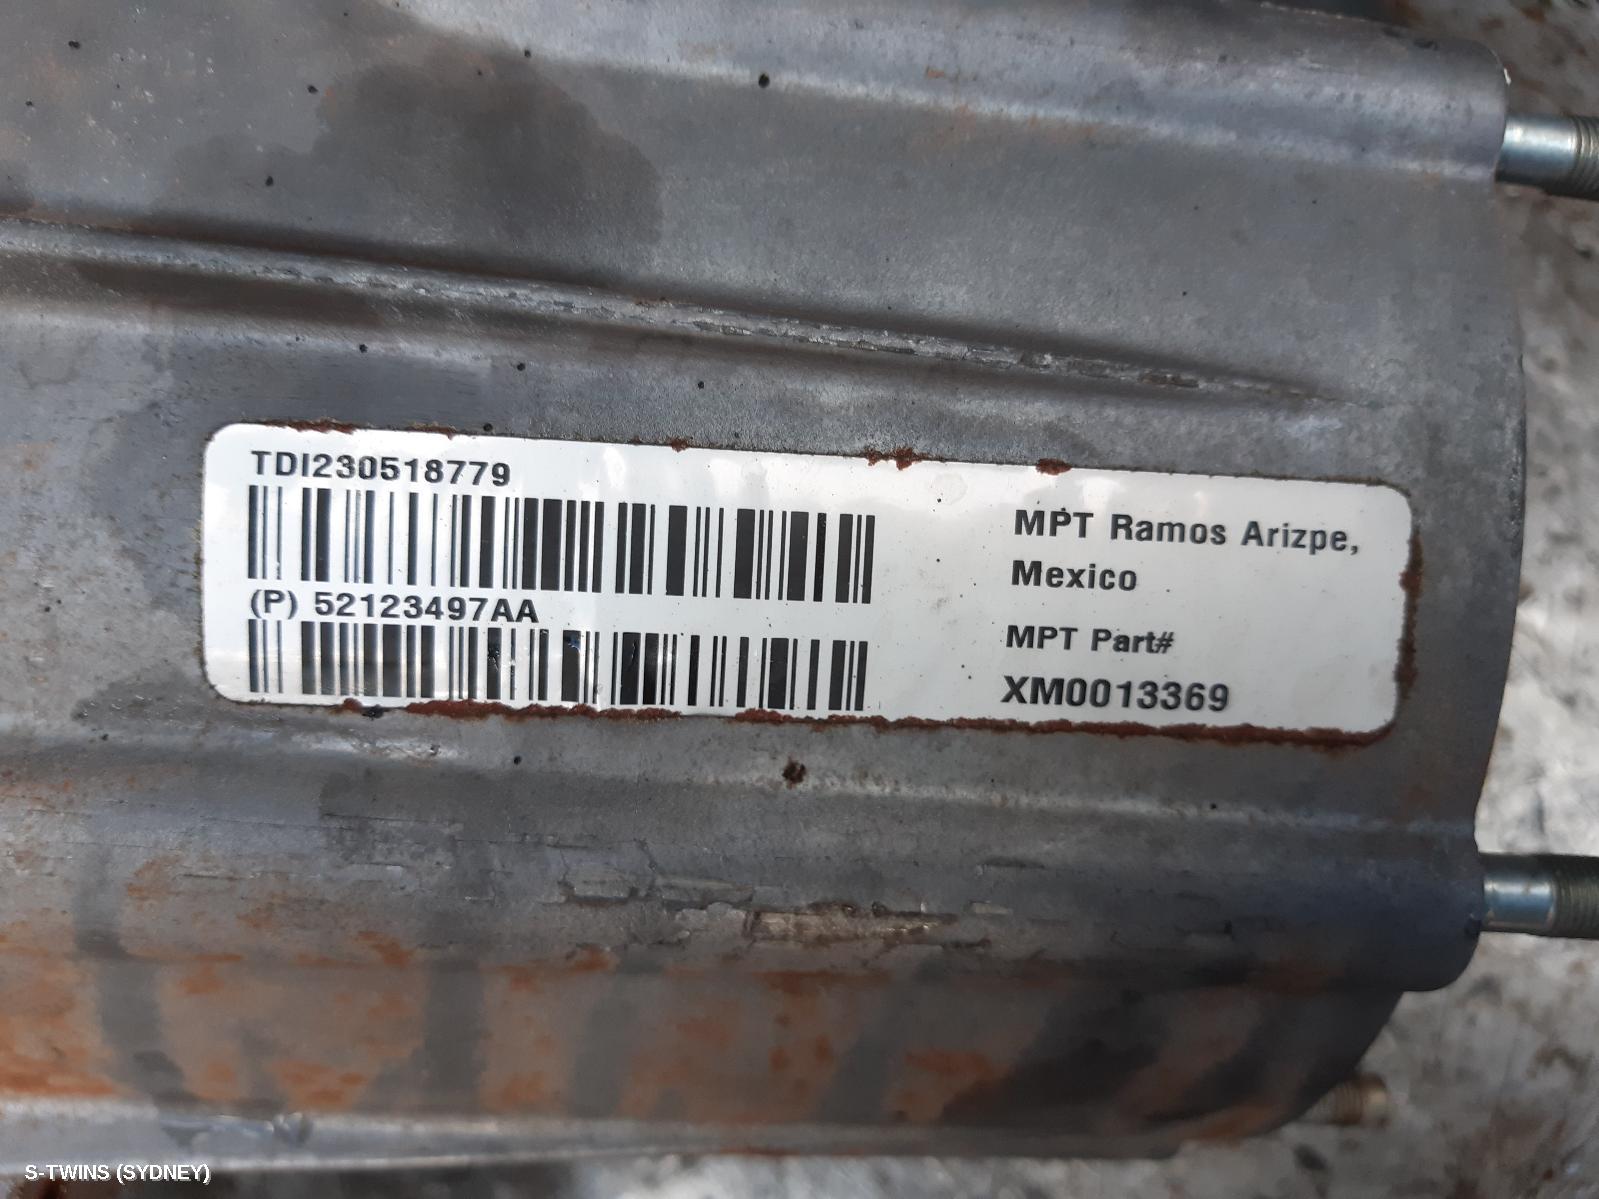 TDI230518779
(P) 52123497AA
MPT Ramos Arizpe,
Mexico
MPT Part#
XM0013369
S-TWINS (SYDNEY)